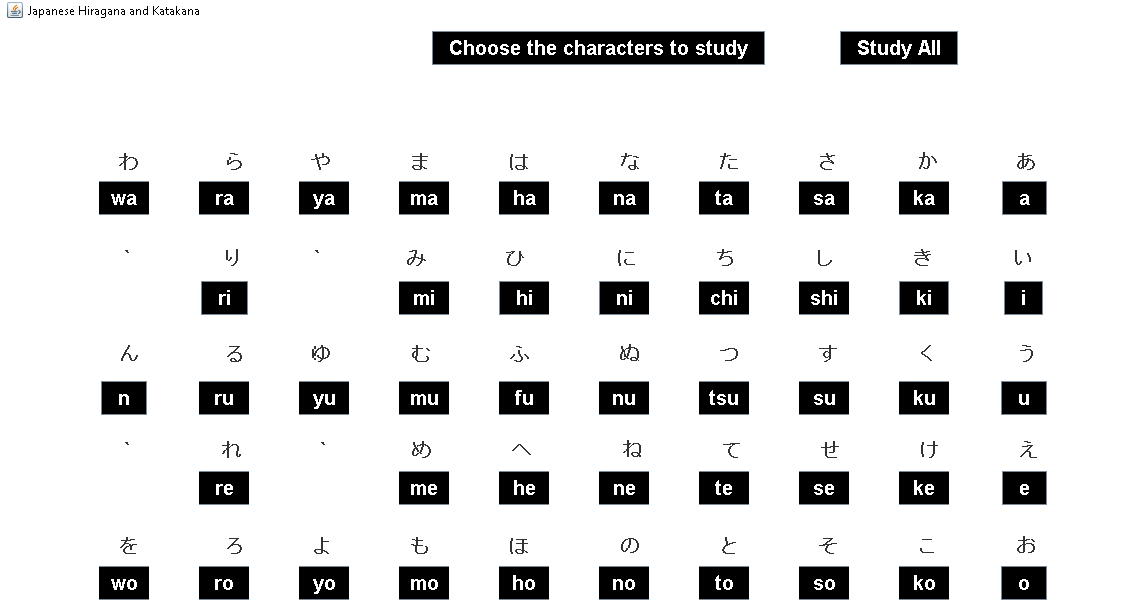 Japanese Hiragana and Katakana
Choose the characters to study Study All
わ ら や ま は な た さ か あ
wa ra ya ma ha na ta sa ka a
` り ` み ひ に ち し き い
ri mi hi ni chi shi ki i
ん る ゆ む ふ ぬ つ す く う
n ru yu mu fu nu tsu su ku u
` れ ` め へ ね て せ け え
re me he ne te se ke e
を ろ よ も ほ の と そ こ お
wo ro yo mo ho no to so ko o